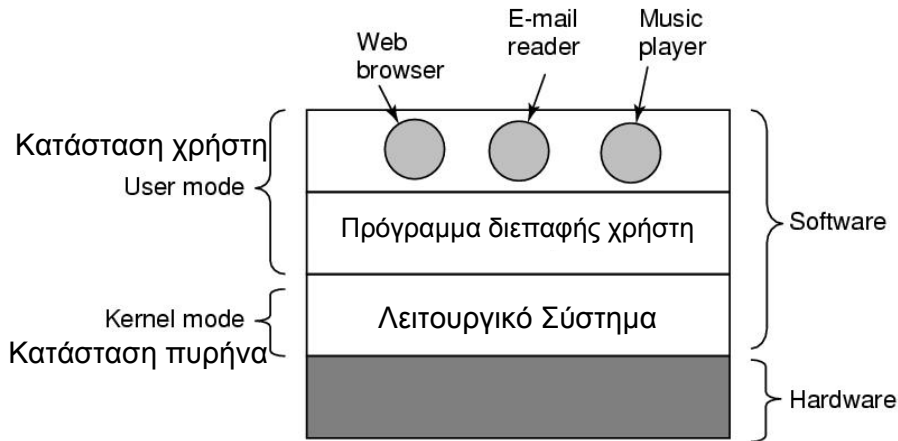 Web
browser
E-mail
reader
Music
player
Κατάσταση χρήστη
User mode
Πρόγραμμα διεπαφής χρήστη
Software
Kernel mode
Λειτουργικό Σύστημα
Κατάσταση πυρήνα
Hardware